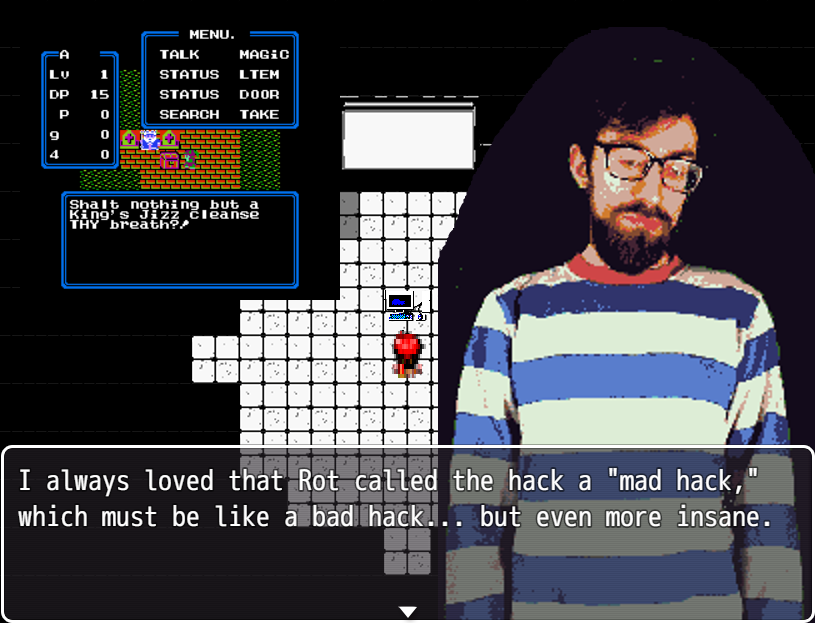 MENU.
TALK MAGiC
STATUS LTEM
STATUS DOOR
SEARCH TAKE
A
Lv 1
DP 15
P 0
g 0
4 0
Shalt nothing but a
King's Jizz cleanse
THY breath?!
I always loved that Rot called the hack a "mad hack,"
which must be like a bad hack... but even more insane.